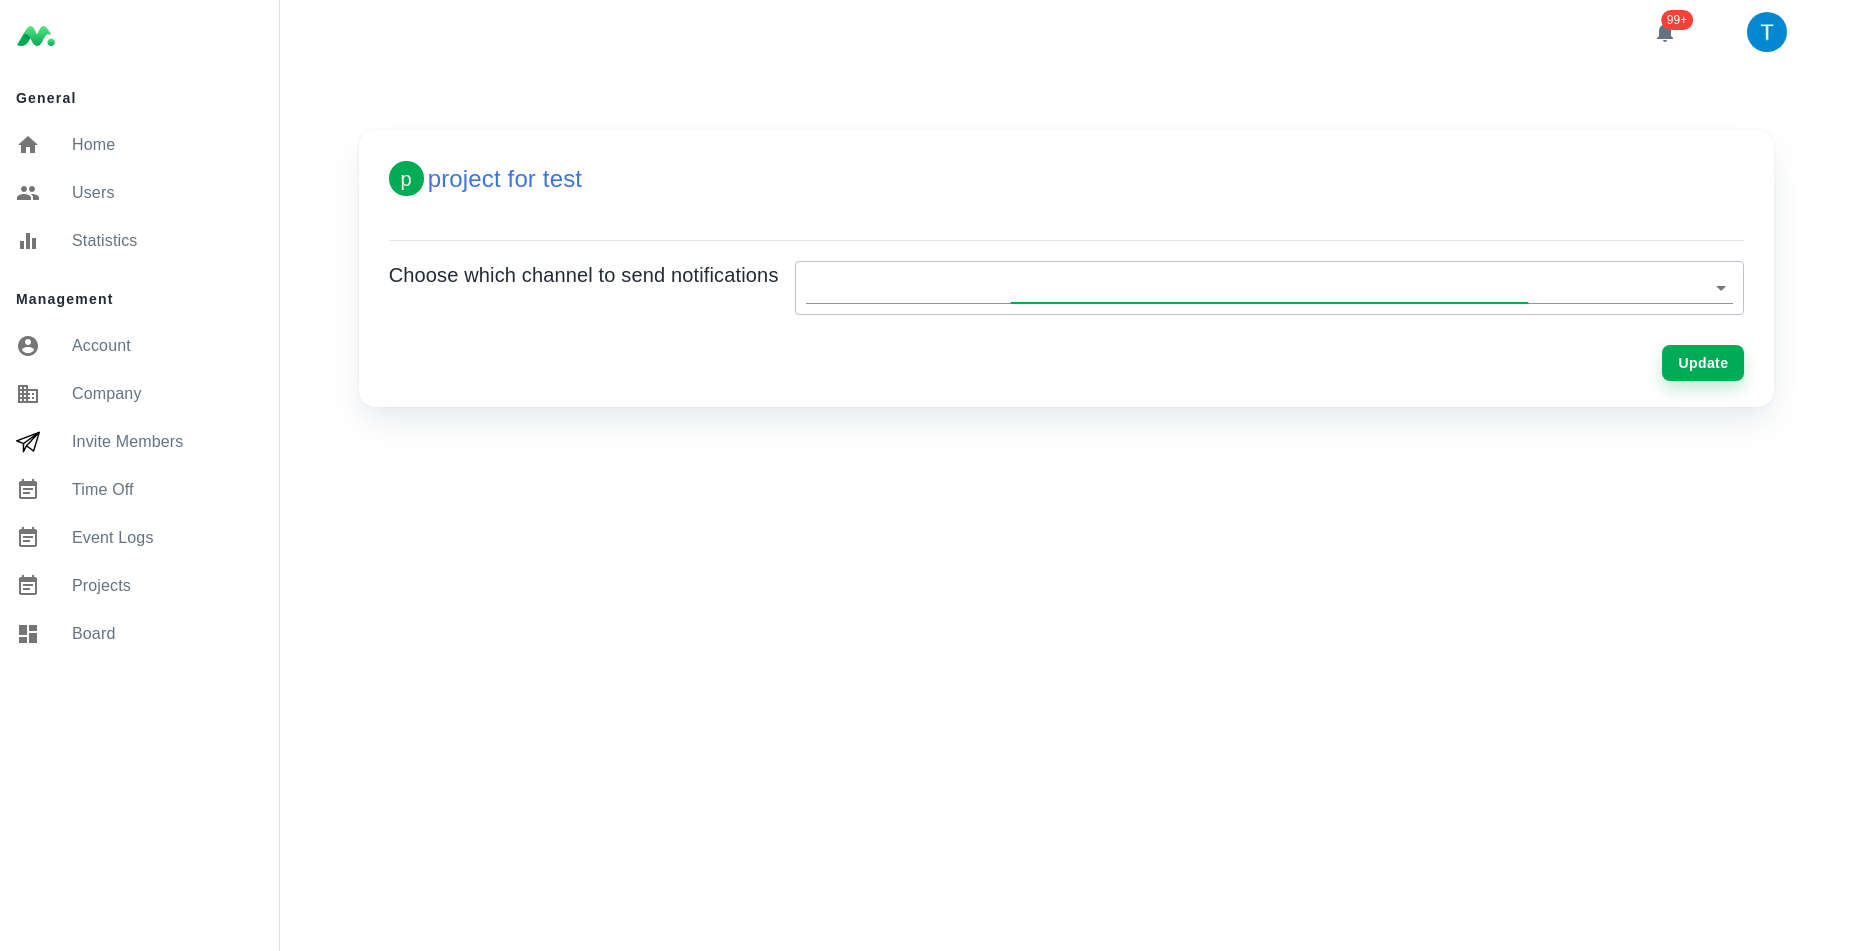 99+
T
General
Home
Users
Statistics
Management
Account
Company
Invite Members
Time Off
Event Logs
Projects
Board
p project for test
Choose which channel to send notifications
Update